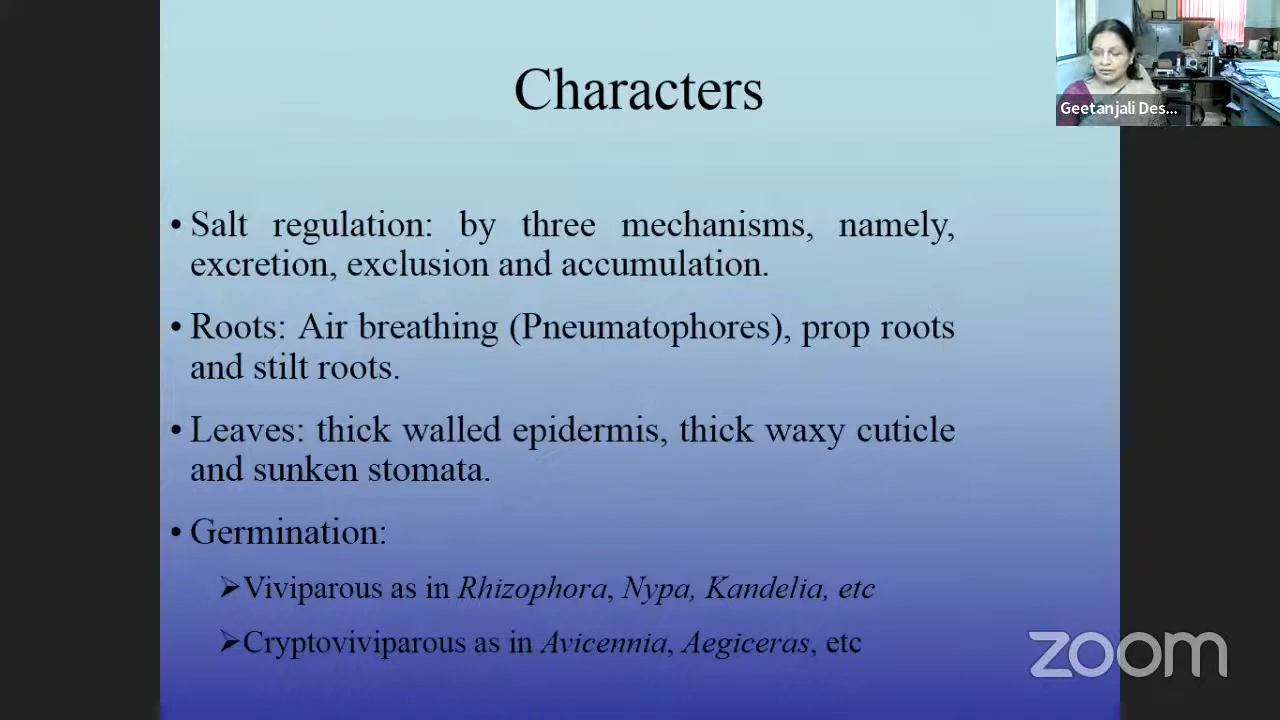 Characters
Geetanjali Des...
• Salt regulation: by three mechanisms, namely,
excretion, exclusion and accumulation.
• Roots: Air breathing (Pneumatophores), prop roots
and stilt roots.
• Leaves: thick walled epidermis, thick waxy cuticle
and sunken stomata.
• Germination:
➢Viviparous as in Rhizophora, Nypa, Kandelia, etc
➢Cryptoviviparous as in Avicennia, Aegiceras, etc
zoom